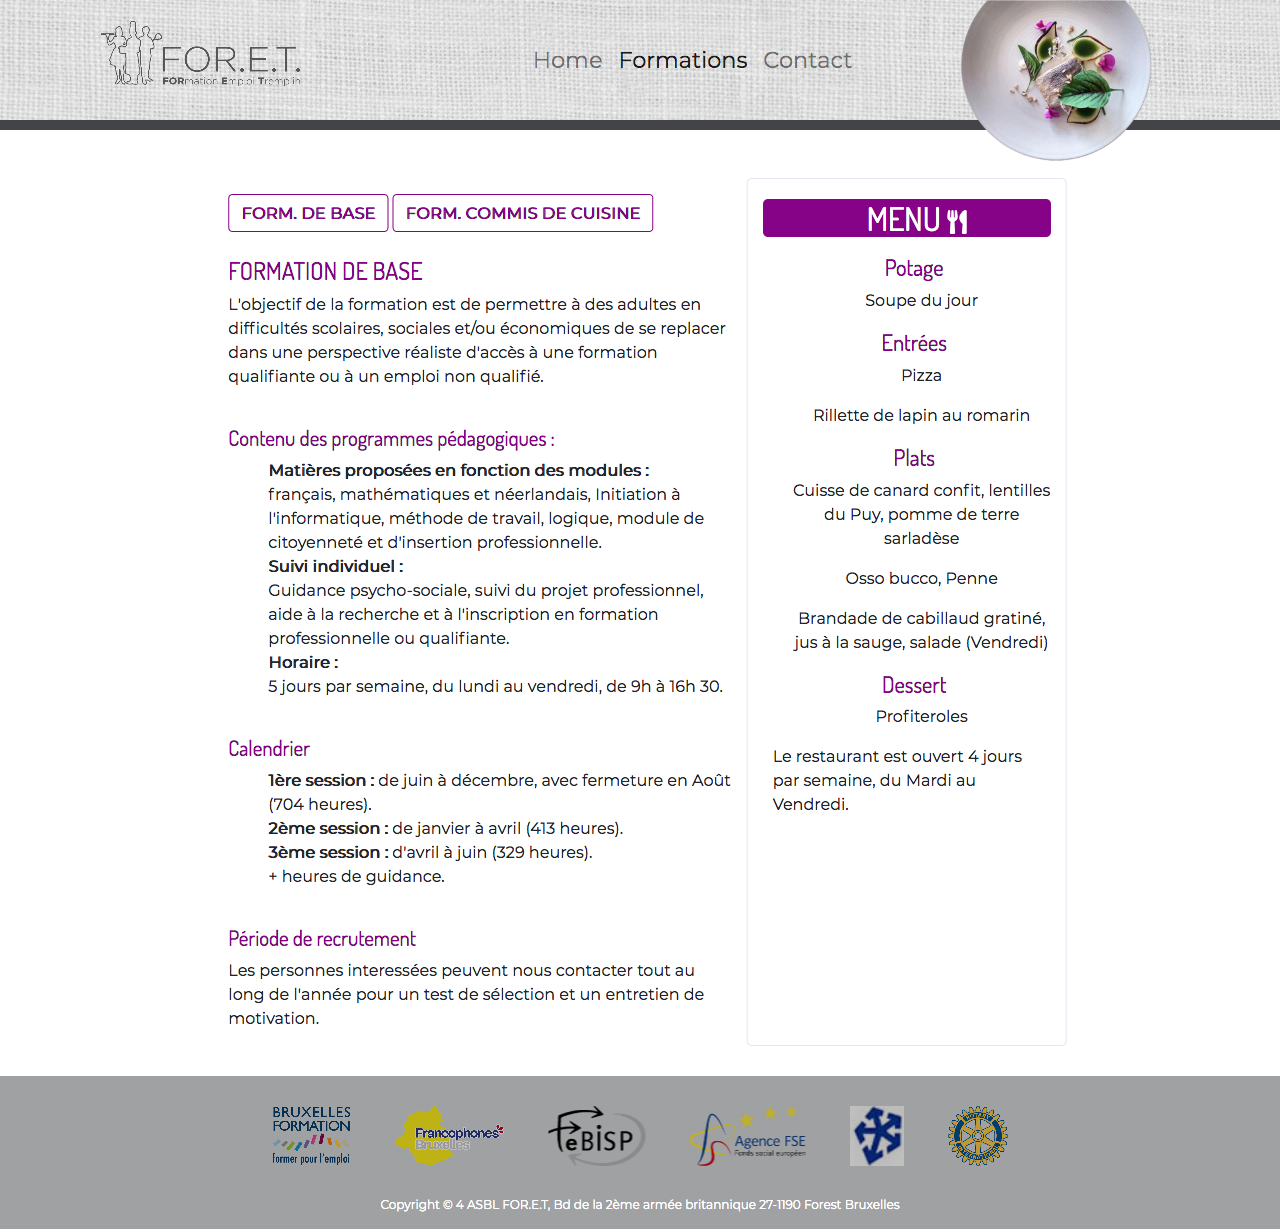 FOR.E.T.
FORmation Emploi Tremplin
Home Formations Contact
FORM. DE BASE FORM. COMMIS DE CUISINE
FORMATION DE BASE
L'objectif de la formation est de permettre à des adultes en
difficultés scolaires, sociales et/ou économiques de se replacer
dans une perspective réaliste d'accès à une formation
qualifiante ou à un emploi non qualifié.
Contenu des programmes pédagogiques :
Matières proposées en fonction des modules :
français, mathématiques et néerlandais, Initiation à
l'informatique, méthode de travail, logique, module de
citoyenneté et d'insertion professionnelle.
Suivi individuel :
Guidance psycho-sociale, suivi du projet professionnel,
aide à la recherche et à l'inscription en formation
professionnelle ou qualifiante.
Horaire :
5 jours par semaine, du lundi au vendredi, de 9h à 16h 30.
Calendrier
1ère session : de juin à décembre, avec fermeture en Août
(704 heures).
2ème session : de janvier à avril (413 heures).
3ème session : d'avril à juin (329 heures).
+ heures de guidance.
Période de recrutement
Les personnes interessées peuvent nous contacter tout au
long de l'année pour un test de sélection et un entretien de
motivation.
MENU
Potage
Soupe du jour
Entrées
Pizza
Rillette de lapin au romarin
Plats
Cuisse de canard confit, lentilles
du Puy, pomme de terre
sarladèse
Osso bucco, Penne
Brandade de cabillaud gratiné,
jus à la sauge, salade (Vendredi)
Dessert
Profiteroles
Le restaurant est ouvert 4 jours
par semaine, du Mardi au
Vendredi.
BRUXELLES
FORMATION
former pour l'emploi
Francophones
Bruxelles
FeBISP
Agence FSE
Fonds social européen
Copyright © 4 ASBL FOR.E.T, Bd de la 2ème armée britannique 27-1190 Forest Bruxelles